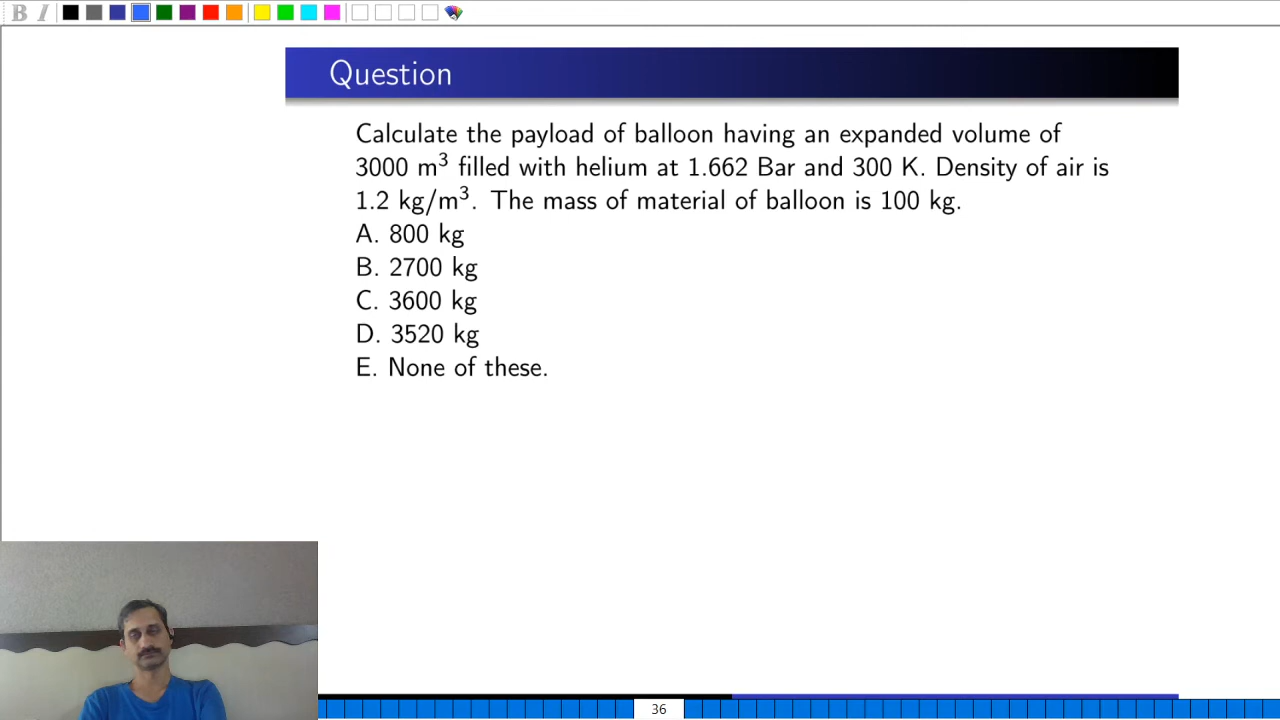 B I
Question
Calculate the payload of balloon having an expanded volume of
3000 m³ filled with helium at 1.662 Bar and 300 K. Density of air is
1.2 kg/m³. The mass of material of balloon is 100 kg.
A. 800 kg
B. 2700 kg
C. 3600 kg
D. 3520 kg
E. None of these.
36